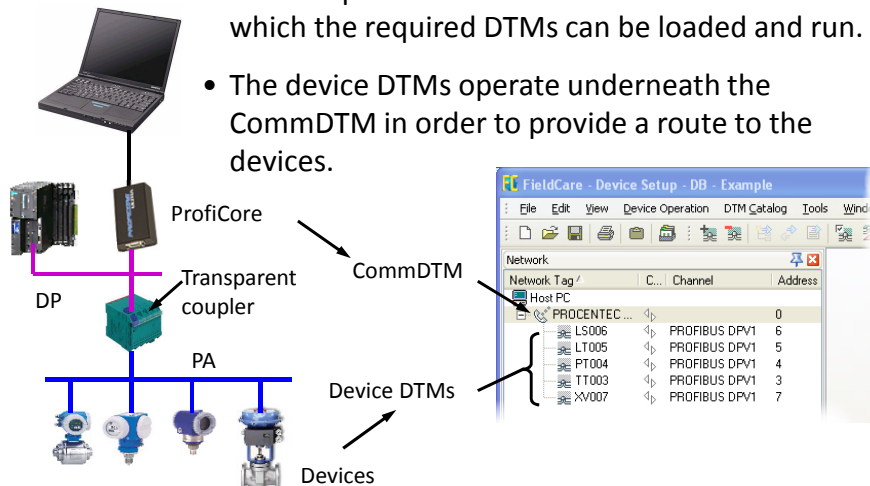 which the required DTMs can be loaded and run.
• The device DTMs operate underneath the
CommDTM in order to provide a route to the
devices.
ProfiCore
CommDTM
Transparent
coupler
DP
PA
Device DTMs
Devices
FieldCare - Device Setup - DB - Example
File Edit View Device Operation DTM Catalog Tools
Network
Network Tag C... Channel Address
Host PC
PROCENTEC ... 0
LS006 PROFIBUS DPV1 6
LT005 PROFIBUS DPV1 5
PT004 PROFIBUS DPV1 4
TT003 PROFIBUS DPV1 3
XV007 PROFIBUS DPV1 7